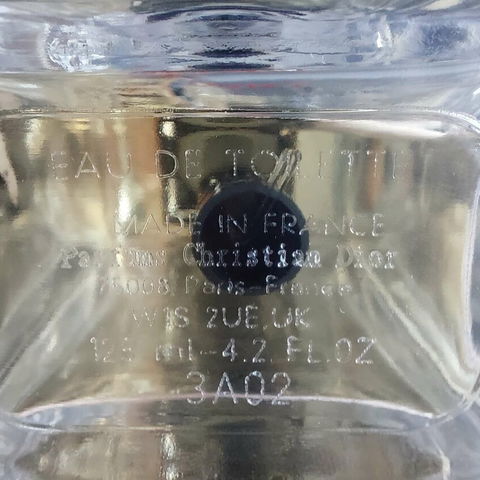 EAU DE TOILETTE
MADE IN FRANCE
Parfums Christian Dior
75008 Paris-France
W1S 2UE.UK
125 ml-4.2 FL.OZ
3A02